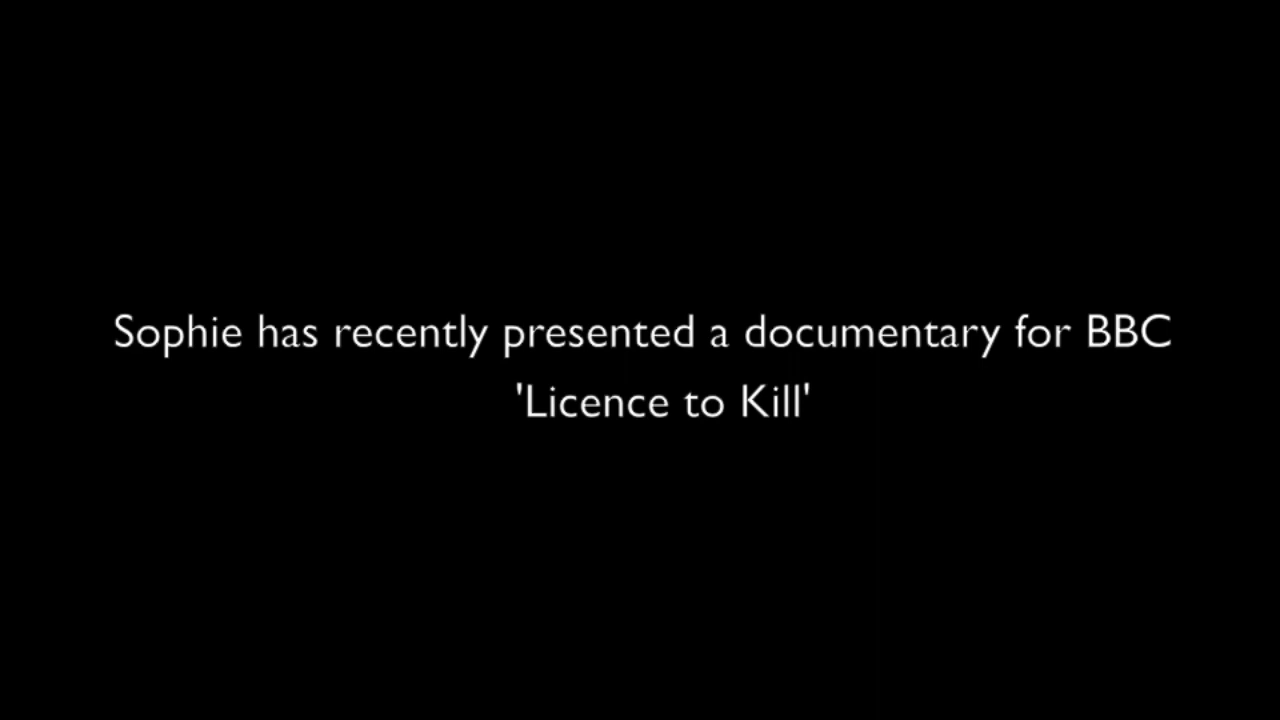 Sophie has recently presented a documentary for BBC
'Licence to Kill'